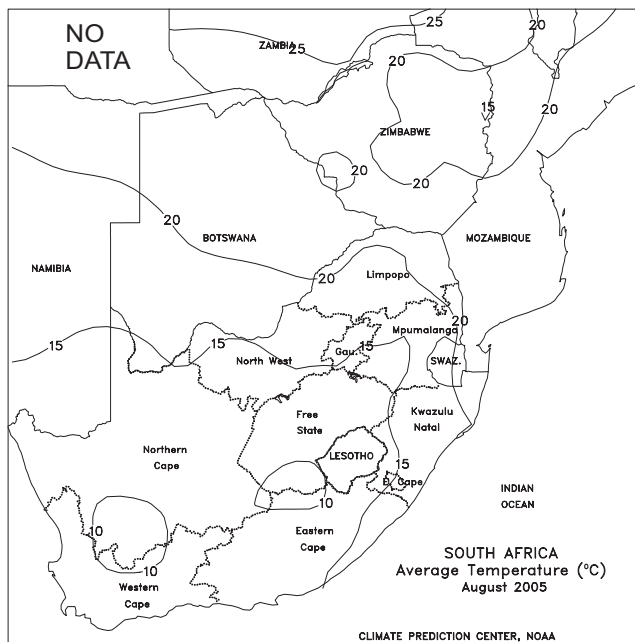 NO
DATA
25
ZAMBIA
25
20
20
15
20
ZIMBABWE
20
20
20
BOTSWANA
MOZAMBIQUE
NAMIBIA
20
Limpopo
20
Mpumalanga
15
15
15
Gau.
North West
SWAZ.
Free
State
Kwazulu
Natal
Northern
Cape
LESOTHO
15
E. Cape
INDIAN
OCEAN
10
10
Eastern
Cape
10
Western
Cape
SOUTH AFRICA
Average Temperature (°C)
August 2005
CLIMATE PREDICTION CENTER, NOAA